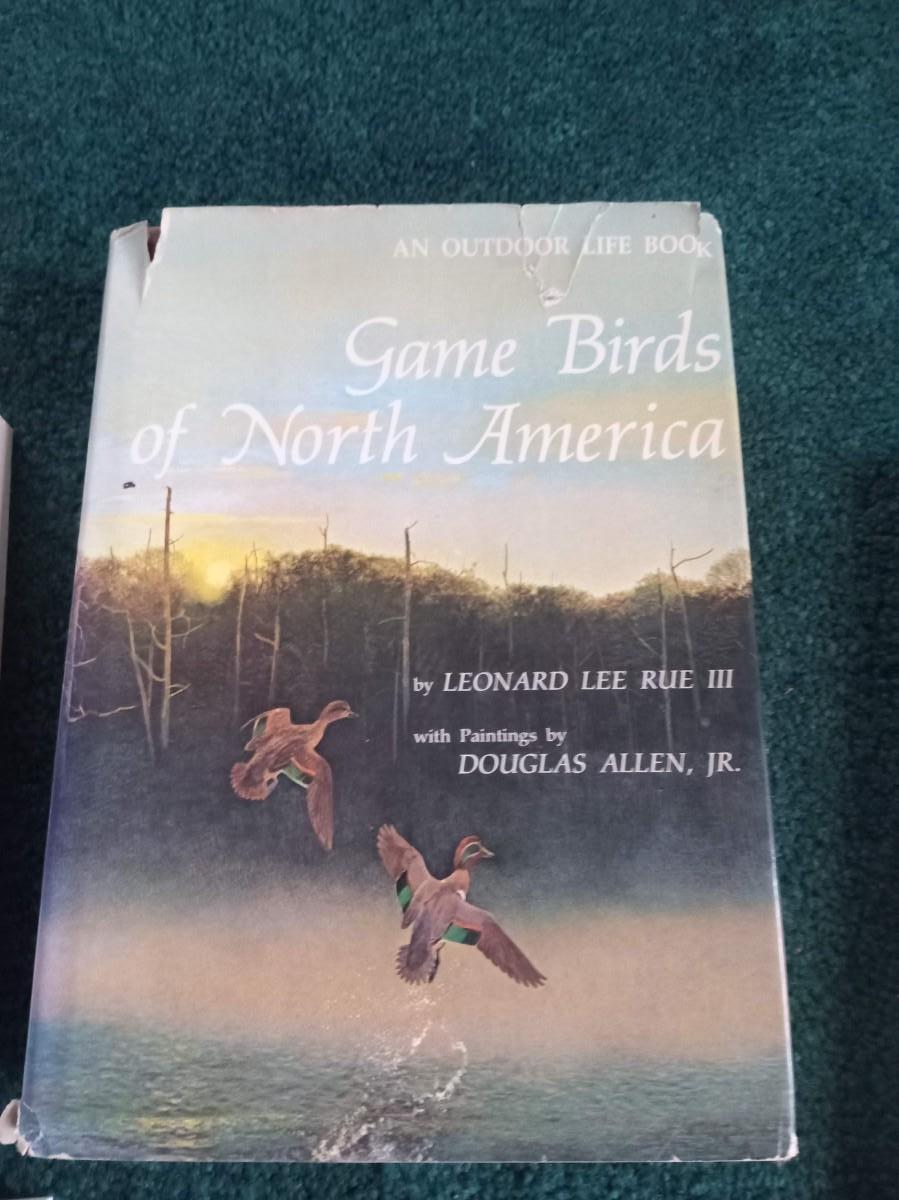 AN OUTDOOR LIFE BOOK
Game Birds
of North America
by LEONARD LEE RUE III
with Paintings by
DOUGLAS ALLEN, JR.